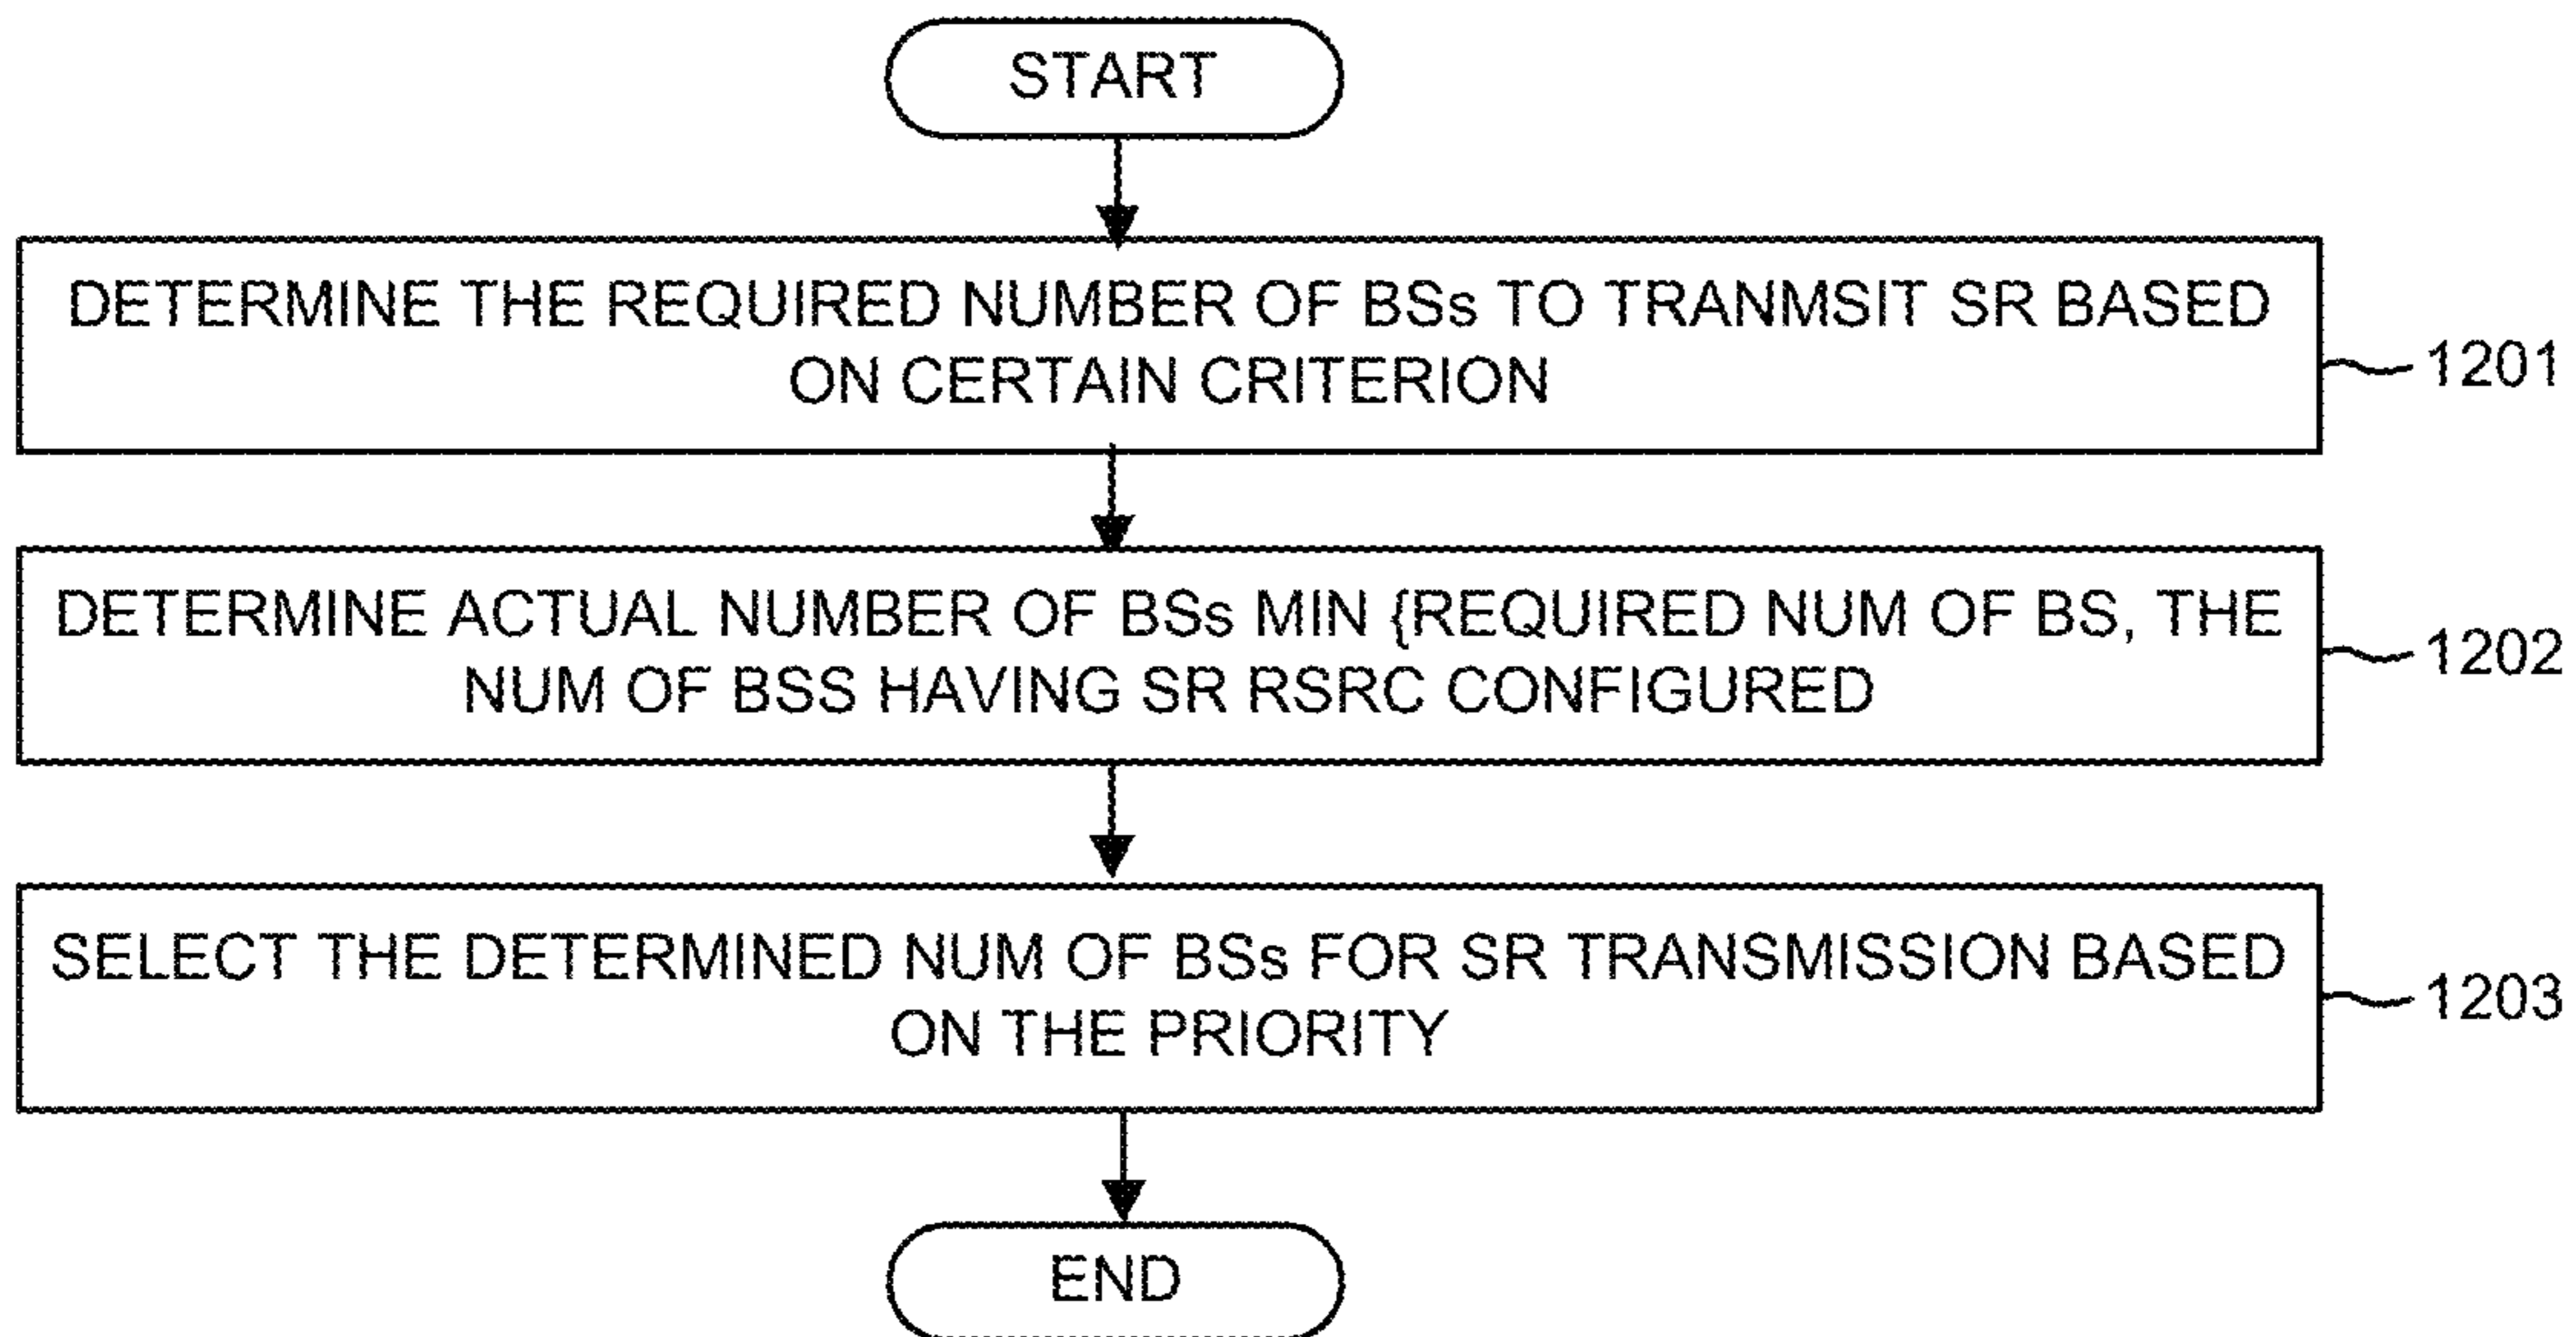 START
DETERMINE THE REQUIRED NUMBER OF BSs TO TRANMSIT SR BASED
ON CERTAIN CRITERION
1201
DETERMINE ACTUAL NUMBER OF BSs MIN {REQUIRED NUM OF BS, THE
NUM OF BSS HAVING SR RSRC CONFIGURED
1202
SELECT THE DETERMINED NUM OF BSs FOR SR TRANSMISSION BASED
ON THE PRIORITY
1203
END